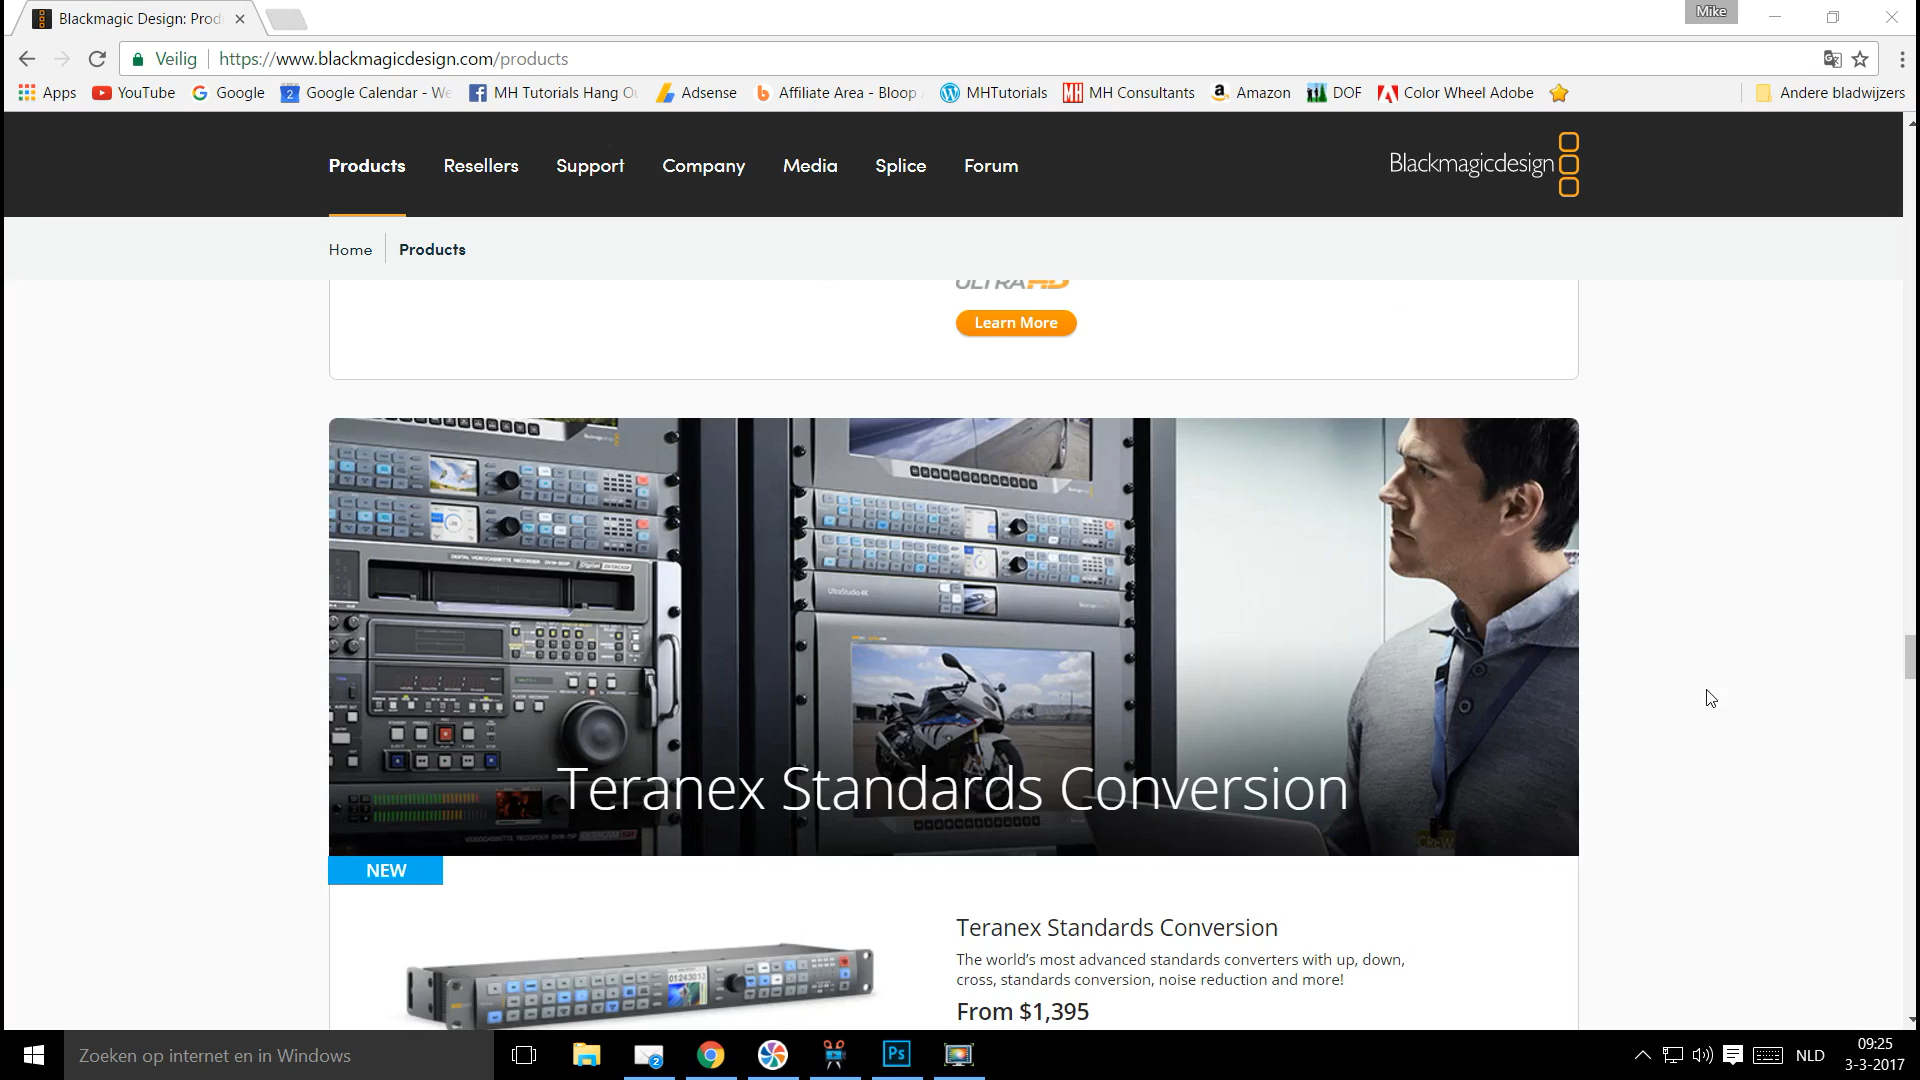 Blackmagic Design: Prod
Mike
Veilig
https://www.blackmagicdesign.com/products
Apps
YouTube
Google
Google Calendar - We
MH Tutorials Hang Ou
Adsense
Affiliate Area - Bloop
MHTutorials
MH Consultants
Amazon
DOF
Color Wheel Adobe
Andere bladwijzers
Products
Resellers
Support
Company
Media
Splice
Forum
Blackmagicdesign
Home
Products
ULTRA HD
Learn More
UltraStudio 4K
Teranex Standards Conversion
CREW
NEW
Teranex Standards Conversion
The world's most advanced standards converters with up, down,
cross, standards conversion, noise reduction and more!
From $1,395
Zoeken op internet en in Windows
Ps
NLD
09:25
3-3-2017